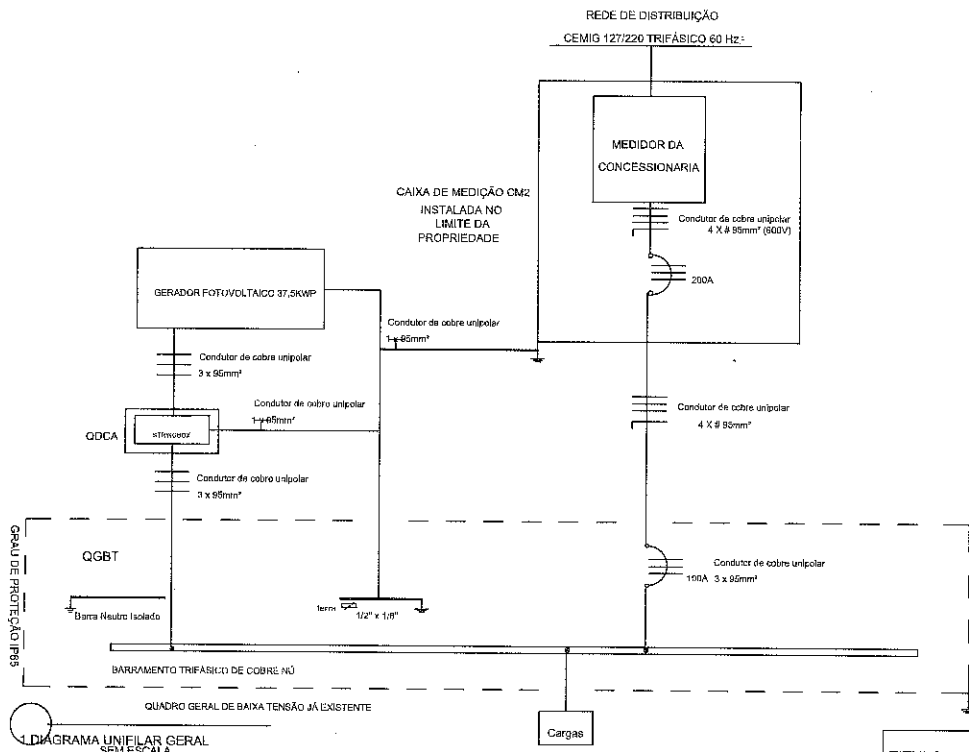 REDE DE DISTRIBUIÇÃO
CEMIG 127/220 TRIFÁSICO 60 Hz
MEDIDOR DA
CONCESSIONARIA
CAIXA DE MEDIÇÃO CM2
INSTALADA NO
LIMITE DA
PROPRIEDADE
Condutor de cobre unipolar
4 X # 95mm² (600V)
200A
GERADOR FOTOVOLTAICO 37,5KWP
Condutor de cobre unipolar
1 x 95mm²
Condutor de cobre unipolar
3 x 95mm²
Condutor de cobre unipolar
1 x 95mm²
Condutor de cobre unipolar
4 X # 95mm²
QDCA
Condutor de cobre unipolar
3 x 95mm²
GRAU DE PROTEÇÃO IP65
QGBT
Condutor de cobre unipolar
3 x 95mm²
Barra Neutro Isolado
Terra
1/2" x 1/8"
BARRAMENTO TRIFÁSICO DE COBRE NÚ
QUADRO GERAL DE BAIXA TENSÃO JÁ EXISTENTE
Cargas
1 DIAGRAMA UNIFILAR GERAL
SEM ESCALA